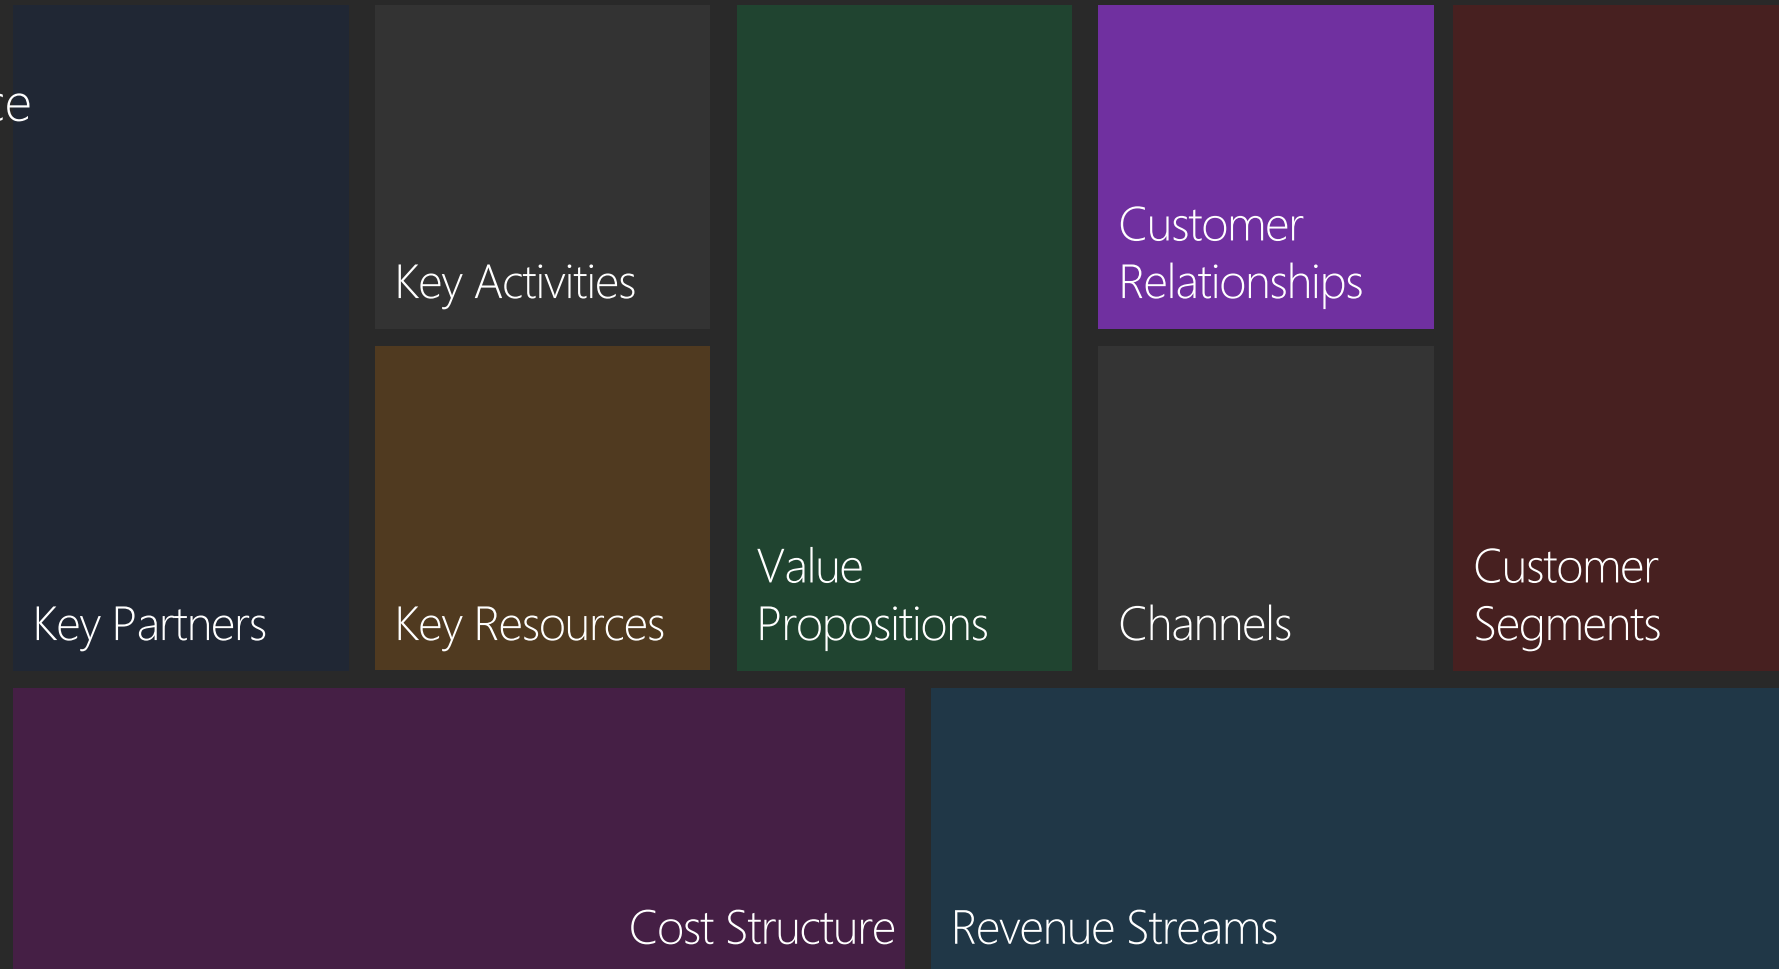 Key Partners
Key Activities
Key Resources
Value
Propositions
Customer
Relationships
Channels
Customer
Segments
Cost Structure
Revenue Streams